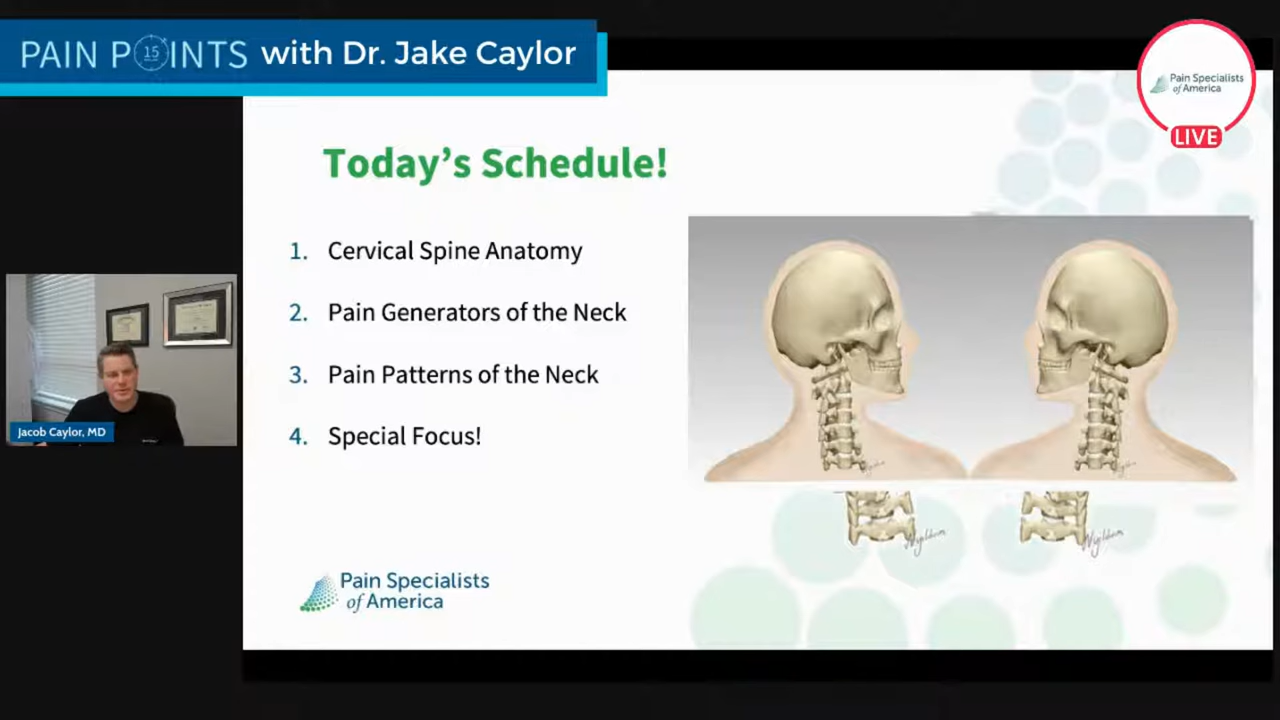 PAIN POINTS with Dr. Jake Caylor
15
Pain Specialists
of America
LIVE
Today's Schedule!
1. Cervical Spine Anatomy
2. Pain Generators of the Neck
3. Pain Patterns of the Neck
4. Special Focus!
Jacob Caylor, MD
Pain Specialists
of America